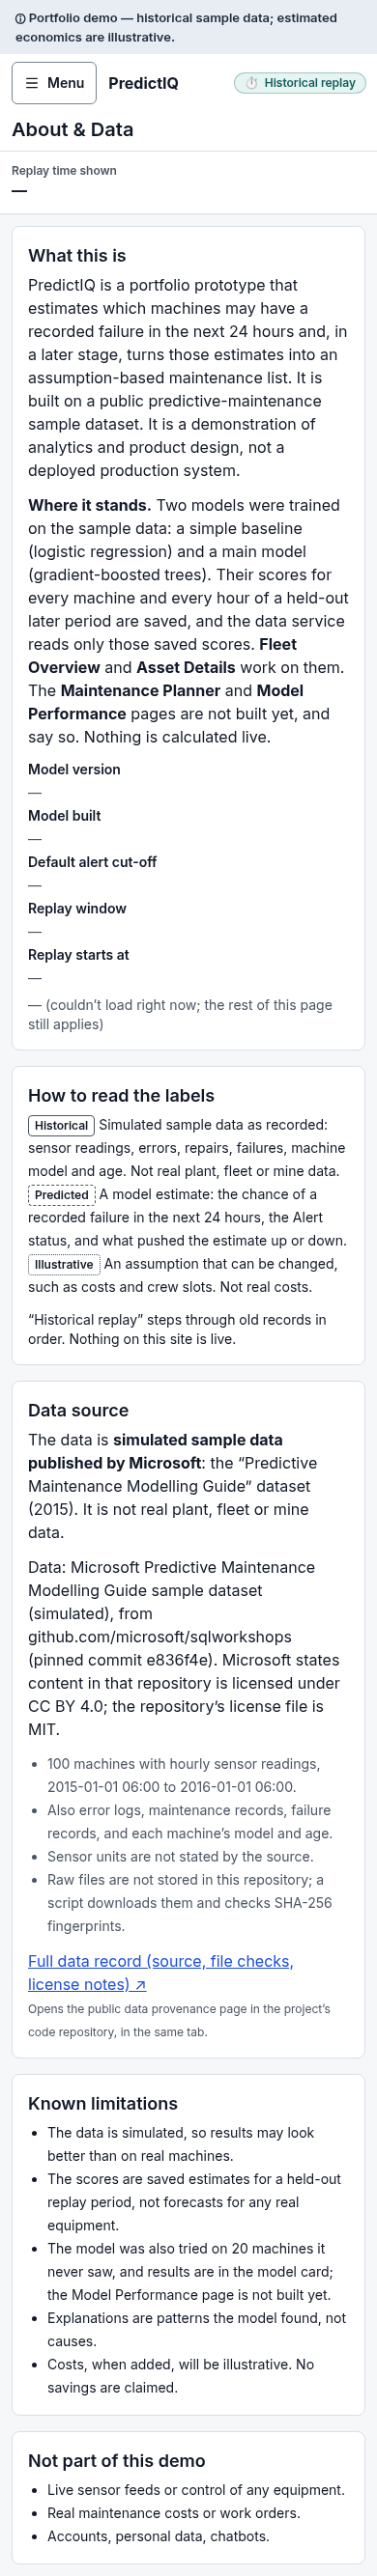 ⓘ Portfolio demo — historical sample data; estimated
economics are illustrative.
☰ Menu
PredictIQ
⏱ Historical replay
About & Data
Replay time shown
—
What this is
PredictIQ is a portfolio prototype that
estimates which machines may have a
recorded failure in the next 24 hours and, in
a later stage, turns those estimates into an
assumption-based maintenance list. It is
built on a public predictive-maintenance
sample dataset. It is a demonstration of
analytics and product design, not a
deployed production system.
Where it stands. Two models were trained
on the sample data: a simple baseline
(logistic regression) and a main model
(gradient-boosted trees). Their scores for
every machine and every hour of a held-out
later period are saved, and the data service
reads only those saved scores. Fleet
Overview and Asset Details work on them.
The Maintenance Planner and Model
Performance pages are not built yet, and
say so. Nothing is calculated live.
Model version
—
Model built
—
Default alert cut-off
—
Replay window
—
Replay starts at
—
— (couldn’t load right now; the rest of this page
still applies)
How to read the labels
Historical Simulated sample data as recorded:
sensor readings, errors, repairs, failures, machine
model and age. Not real plant, fleet or mine data.
Predicted A model estimate: the chance of a
recorded failure in the next 24 hours, the Alert
status, and what pushed the estimate up or down.
Illustrative An assumption that can be changed,
such as costs and crew slots. Not real costs.
“Historical replay” steps through old records in
order. Nothing on this site is live.
Data source
The data is simulated sample data
published by Microsoft: the “Predictive
Maintenance Modelling Guide” dataset
(2015). It is not real plant, fleet or mine
data.
Data: Microsoft Predictive Maintenance
Modelling Guide sample dataset
(simulated), from
github.com/microsoft/sqlworkshops
(pinned commit e836f4e). Microsoft states
content in that repository is licensed under
CC BY 4.0; the repository’s license file is
MIT.
• 100 machines with hourly sensor readings,
2015-01-01 06:00 to 2016-01-01 06:00.
• Also error logs, maintenance records, failure
records, and each machine’s model and age.
• Sensor units are not stated by the source.
• Raw files are not stored in this repository; a
script downloads them and checks SHA-256
fingerprints.
Full data record (source, file checks,
license notes) ↗
Opens the public data provenance page in the project’s
code repository, in the same tab.
Known limitations
• The data is simulated, so results may look
better than on real machines.
• The scores are saved estimates for a held-out
replay period, not forecasts for any real
equipment.
• The model was also tried on 20 machines it
never saw, and results are in the model card;
the Model Performance page is not built yet.
• Explanations are patterns the model found, not
causes.
• Costs, when added, will be illustrative. No
savings are claimed.
Not part of this demo
• Live sensor feeds or control of any equipment.
• Real maintenance costs or work orders.
• Accounts, personal data, chatbots.